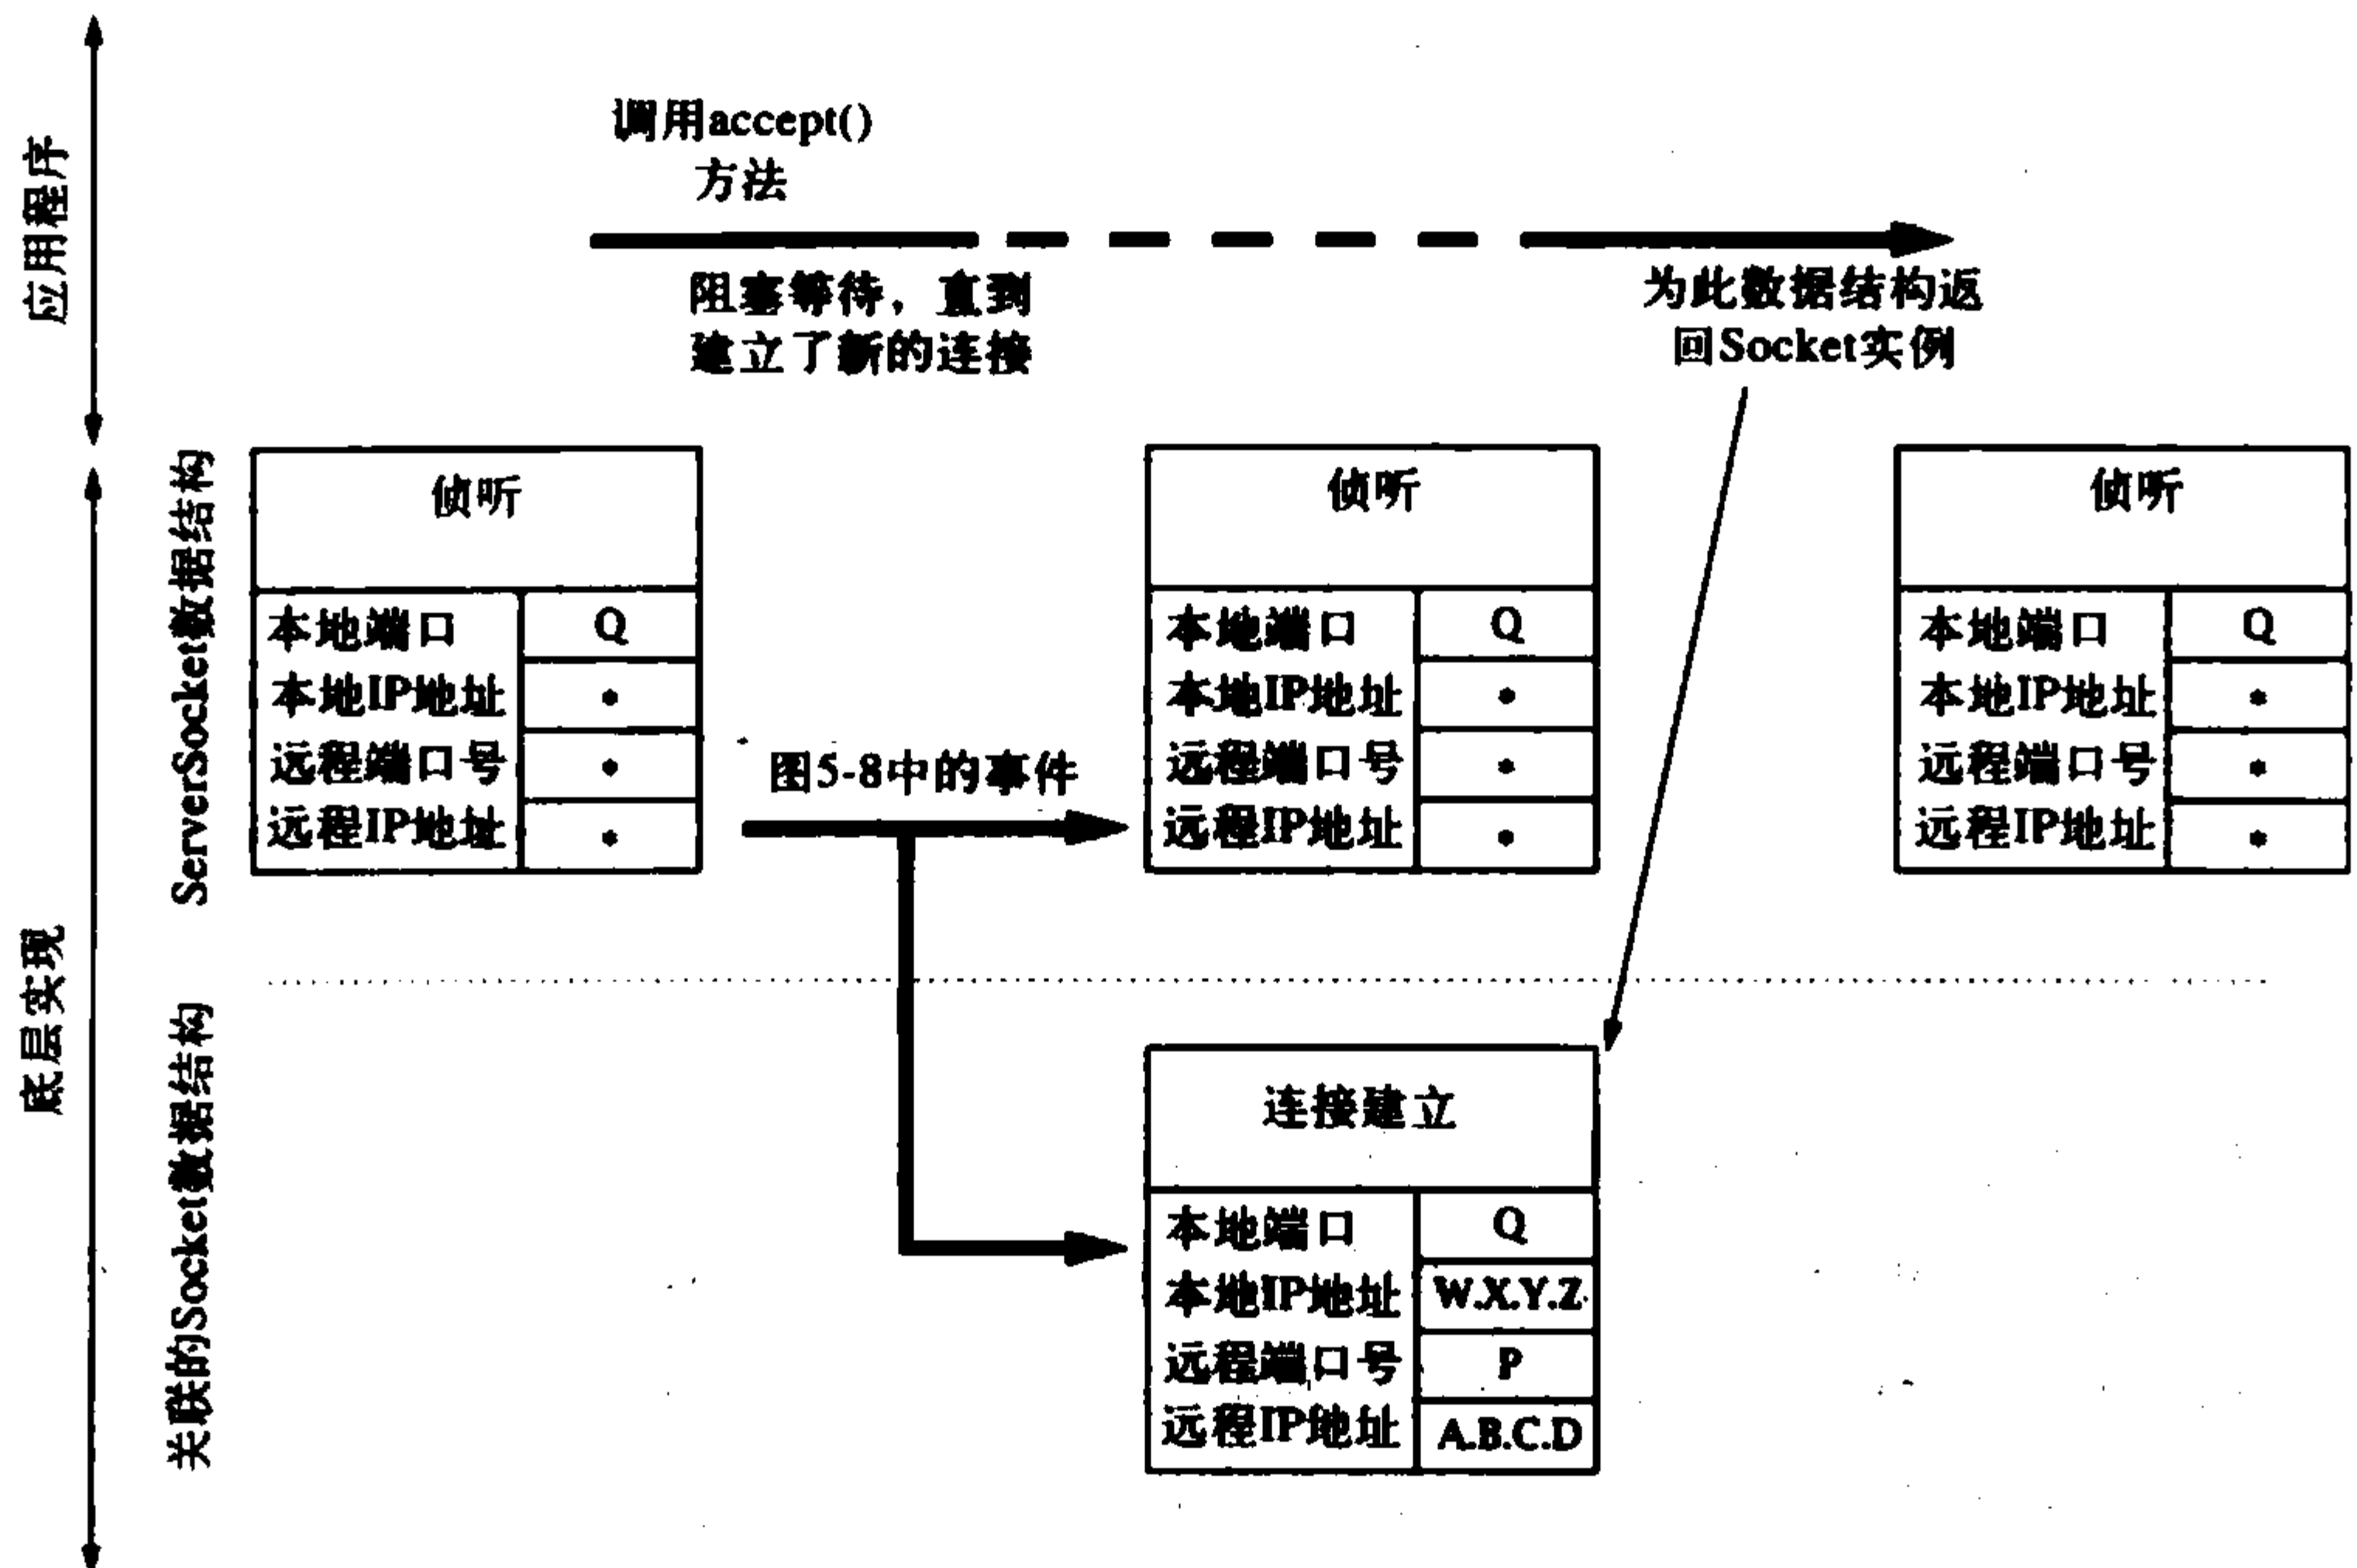 应用程序
调用accept()
方法
阻塞等待，直到
建立了新的连接
为此数据结构返
回Socket实例
底层实现
ServerSocket数据结构
侦听
本地端口 Q
本地IP地址 *
远程端口号 *
远程IP地址 *
图5-8中的事件
侦听
本地端口 Q
本地IP地址 *
远程端口号 *
远程IP地址 *
侦听
本地端口 Q
本地IP地址 *
远程端口号 *
远程IP地址 *
关联的Socket数据结构
连接建立
本地端口 Q
本地IP地址 W.X.Y.Z
远程端口号 P
远程IP地址 A.B.C.D